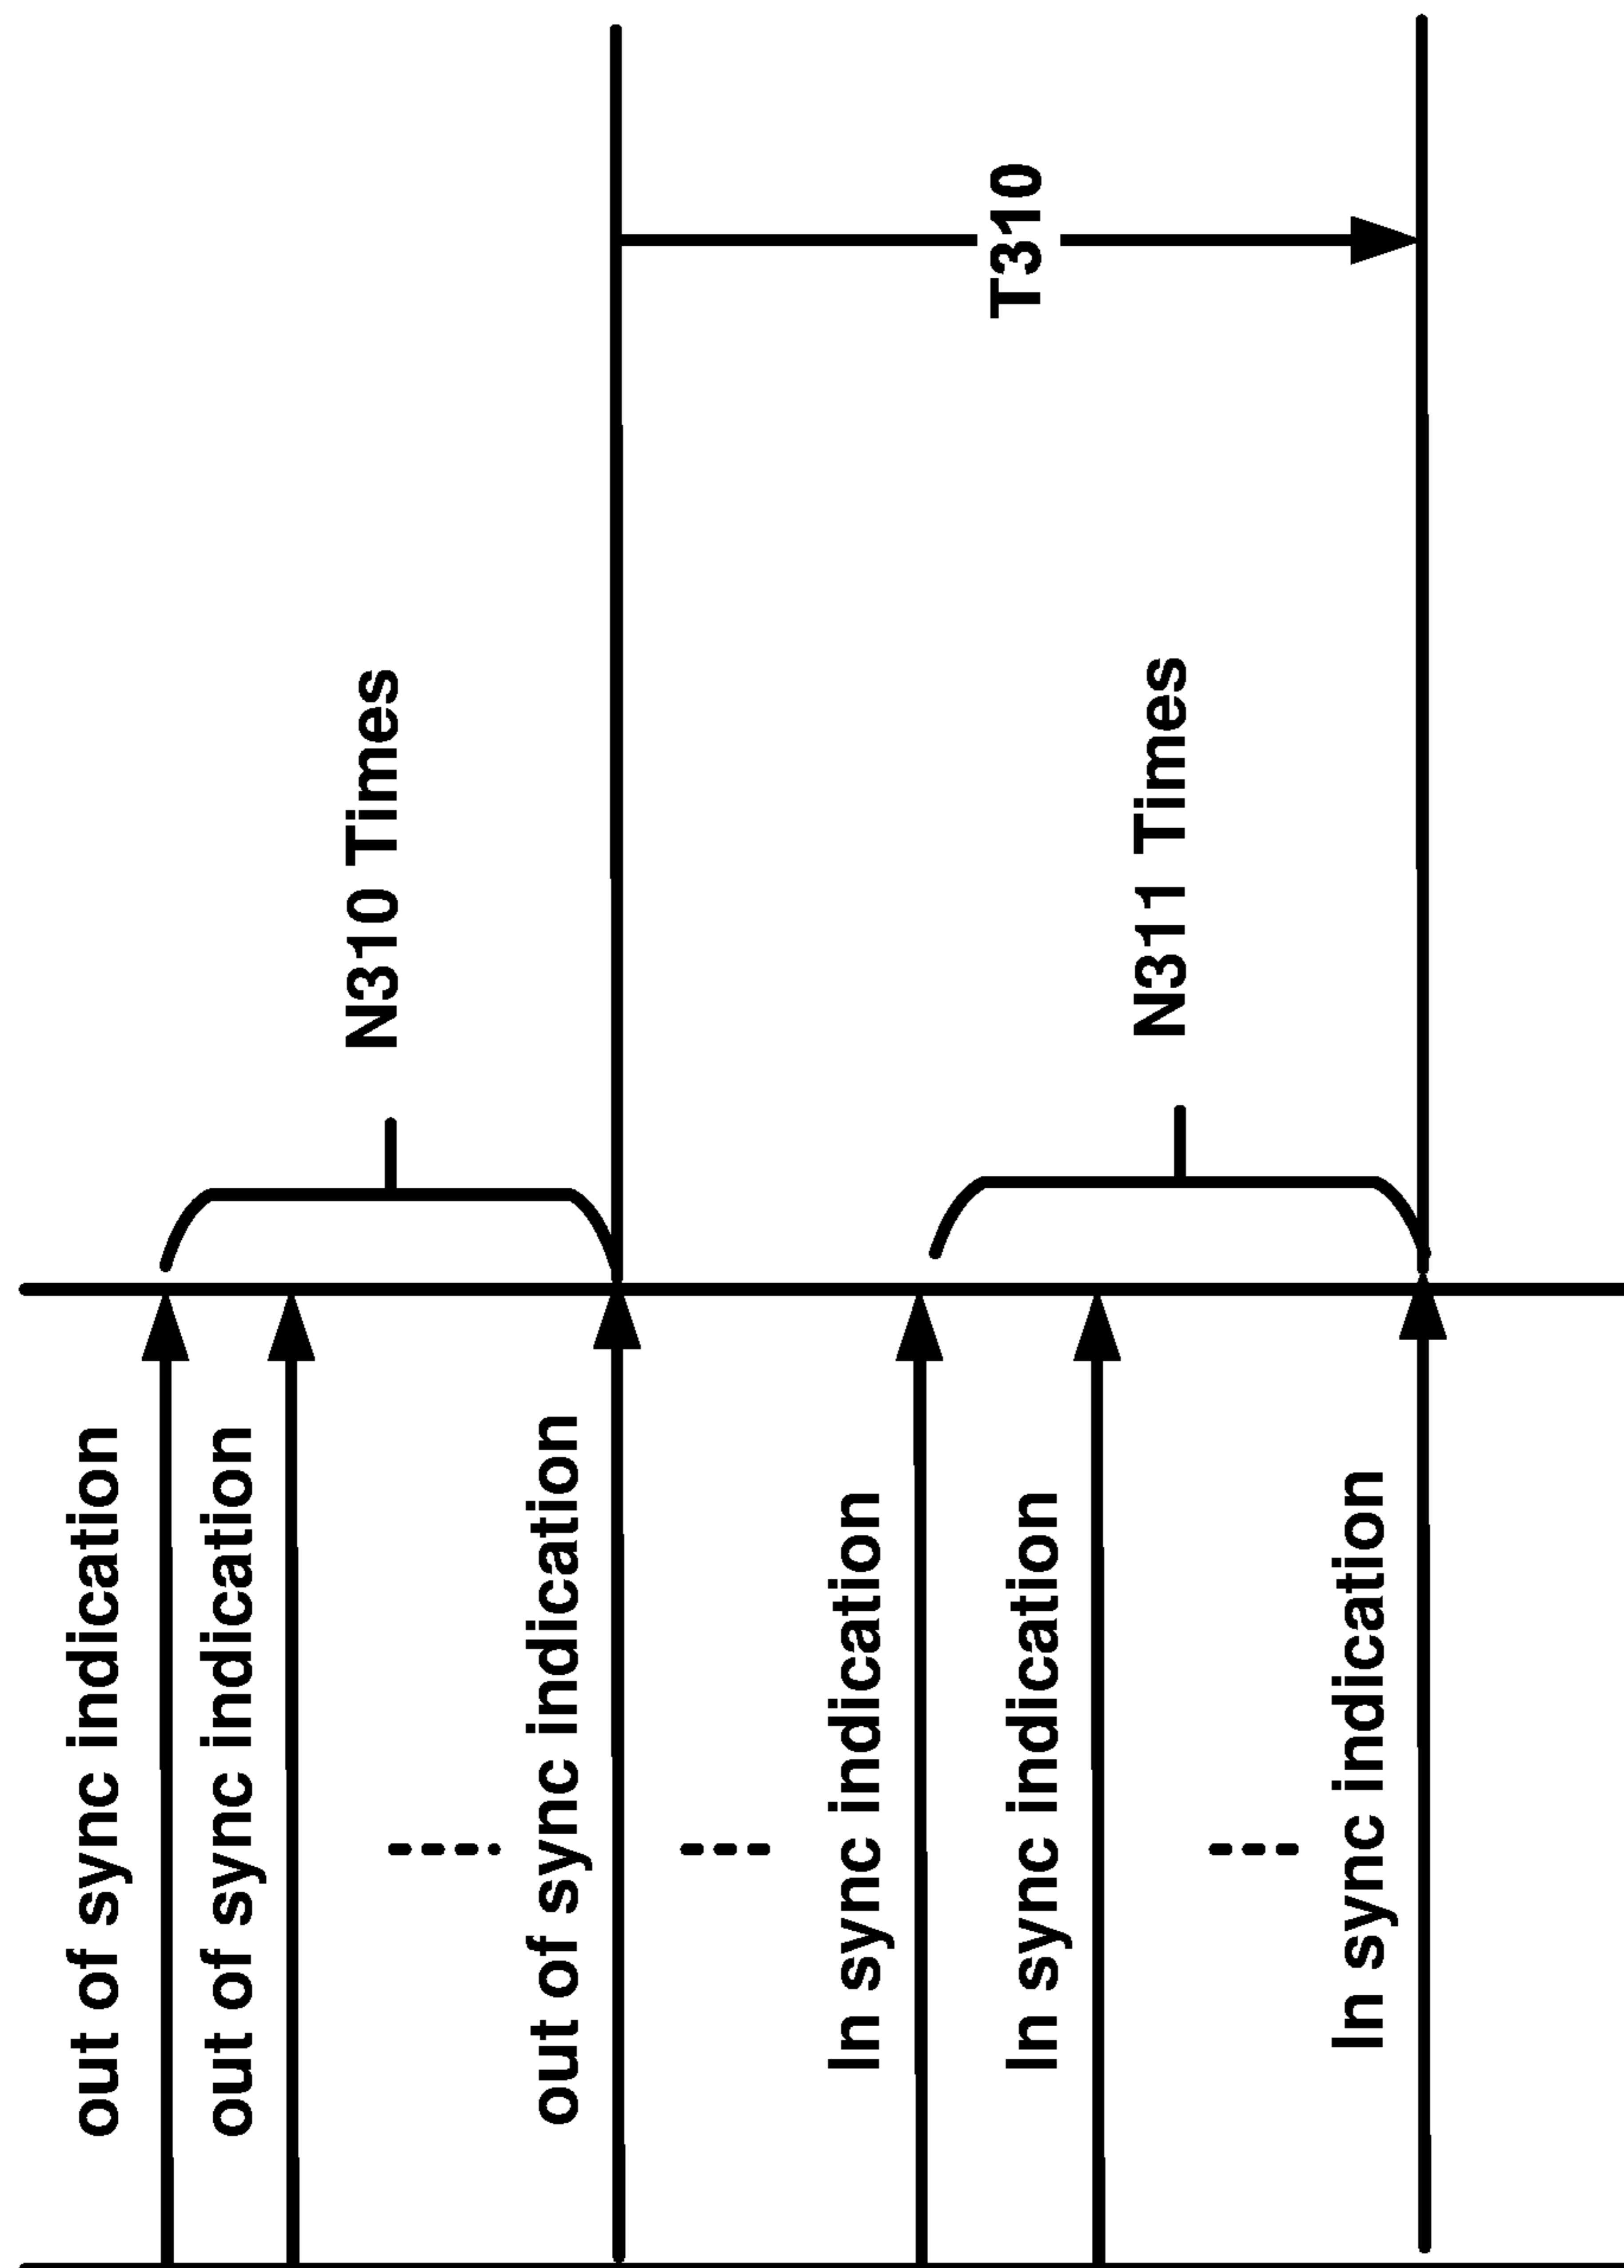 out of sync indication
out of sync indication
N310 Times
out of sync indication
T310
In sync indication
In sync indication
N311 Times
In sync indication